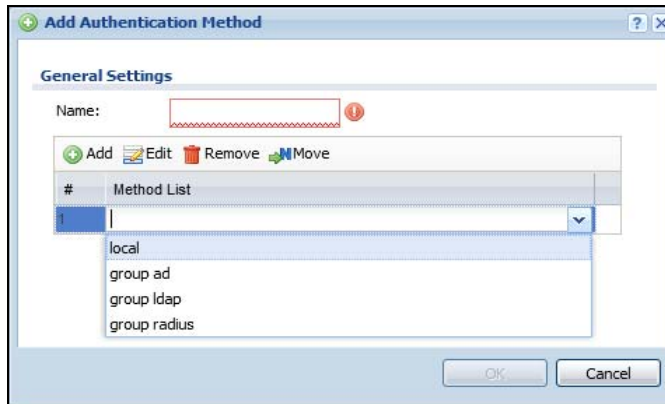 Add Authentication Method
?
General Settings
Name:
Add Edit Remove Move
# Method List
1
local
group ad
group ldap
group radius
OK Cancel